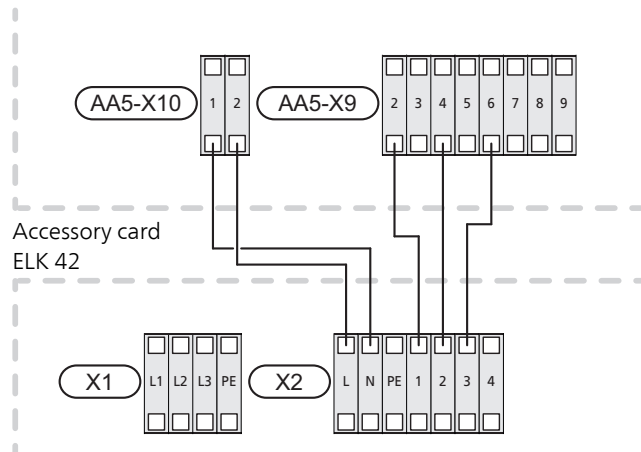 AA5-X10 1 2 AA5-X9 2 3 4 5 6 7 8 9
Accessory card
ELK 42
X1 L1 L2 L3 PE X2 L N PE 1 2 3 4